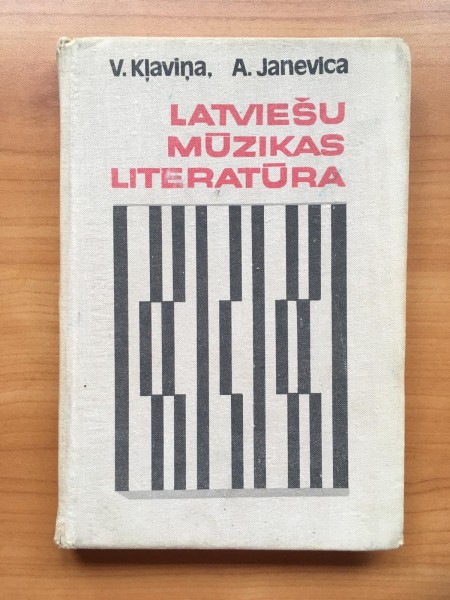 V. Kļaviņa, A. Janevica
LATVIEŠU
MŪZIKAS
LITERATŪRA